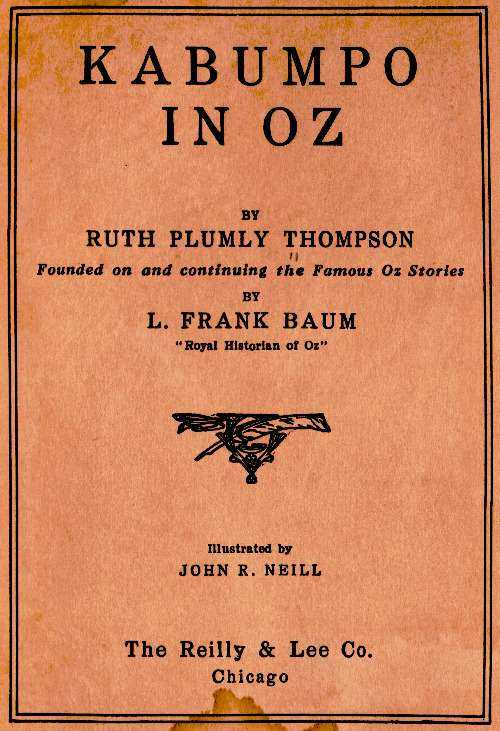 KABUMPO
IN OZ
BY
RUTH PLUMLY THOMPSON
Founded on and continuing the Famous Oz Stories
BY
L. FRANK BAUM
"Royal Historian of Oz"
Illustrated by
JOHN R. NEILL
The Reilly & Lee Co.
Chicago